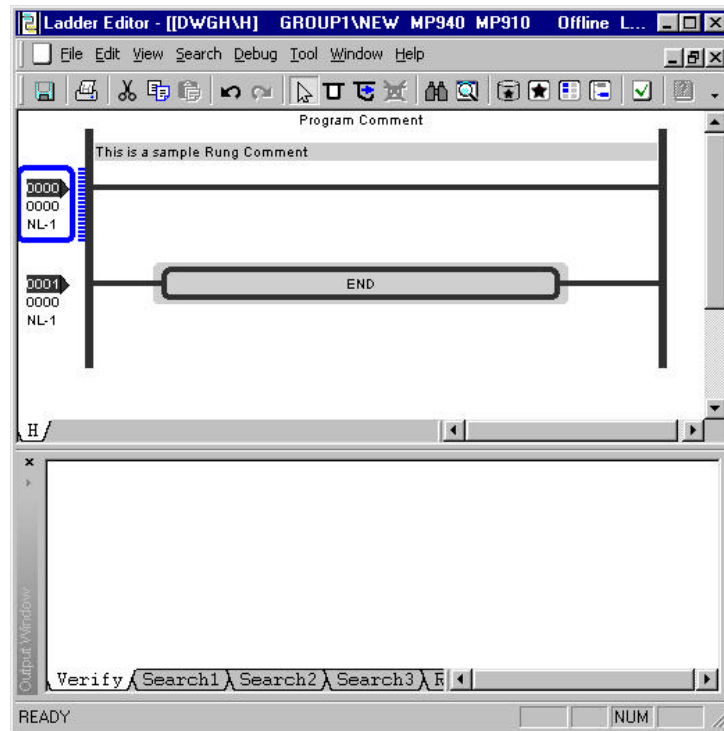 Ladder Editor - [[DWGH\H] GROUP1\NEW MP940 MP910 Offline L...
File Edit View Search Debug Tool Window Help
Program Comment
This is a sample Rung Comment
0000
0000
NL-1
0001
0000
NL-1
END
H
Output Window
Verify Search1 Search2 Search3 R
READY
NUM